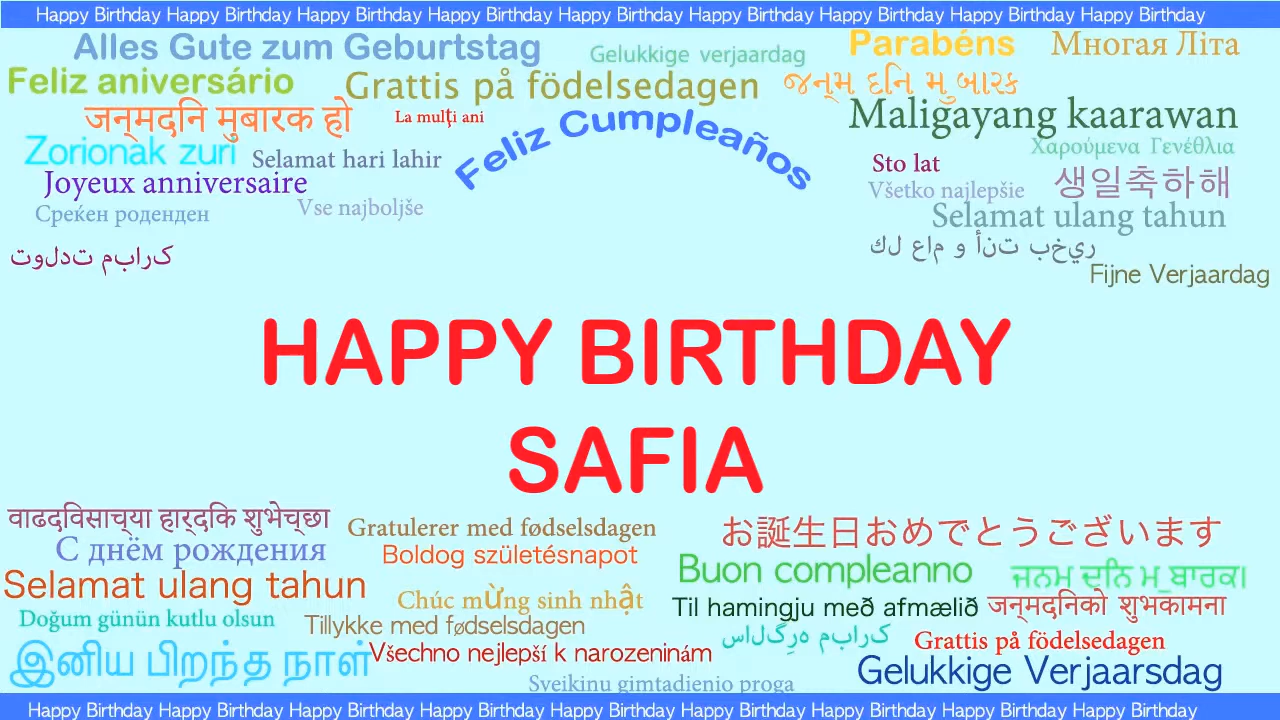 Happy Birthday Happy Birthday Happy Birthday Happy Birthday Happy Birthday Happy Birthday Happy Birthday Happy Birthday Happy Birthday
Alles Gute zum Geburtstag
Gelukkige verjaardag
Parabéns
Многая Літа
Feliz aniversário
Grattis på födelsedagen
જન્મ દનિ મુ બારક
जन्मदनि मुबारक हो
La mulţi ani
Feliz Cumpleaños
Maligayang kaarawan
Zorionak zuri
Selamat hari lahir
Χαρούμενα Γενέθλια
Sto lat
Joyeux anniversaire
Všetko najlepšie
생일축하해
Среќен роденден
Vse najboljše
Selamat ulang tahun
تولدت مبارک
كل عام و أنت بخير
Fijne Verjaardag
HAPPY BIRTHDAY
SAFIA
वाढदविसाच्या हार्दकि शुभेच्छा
Gratulerer med fødselsdagen
お誕生日おめでとうございます
С днём рождения
Boldog születésnapot
Buon compleanno
ਜਨਮ ਦਨਿ ਮੁ ਬਾਰਕ।
Selamat ulang tahun
Chúc mừng sinh nhật
Til hamingju með afmælið
जन्मदनिको शुभकामना
Doğum günün kutlu olsun
Tillykke med fødselsdagen
سالگرہ مبارک
Grattis på födelsedagen
இனிய பிறந்த நாள்
Všechno nejlepší k narozeninám
Gelukkige Verjaarsdag
Sveikinu gimtadienio proga
Happy Birthday Happy Birthday Happy Birthday Happy Birthday Happy Birthday Happy Birthday Happy Birthday Happy Birthday Happy Birthday